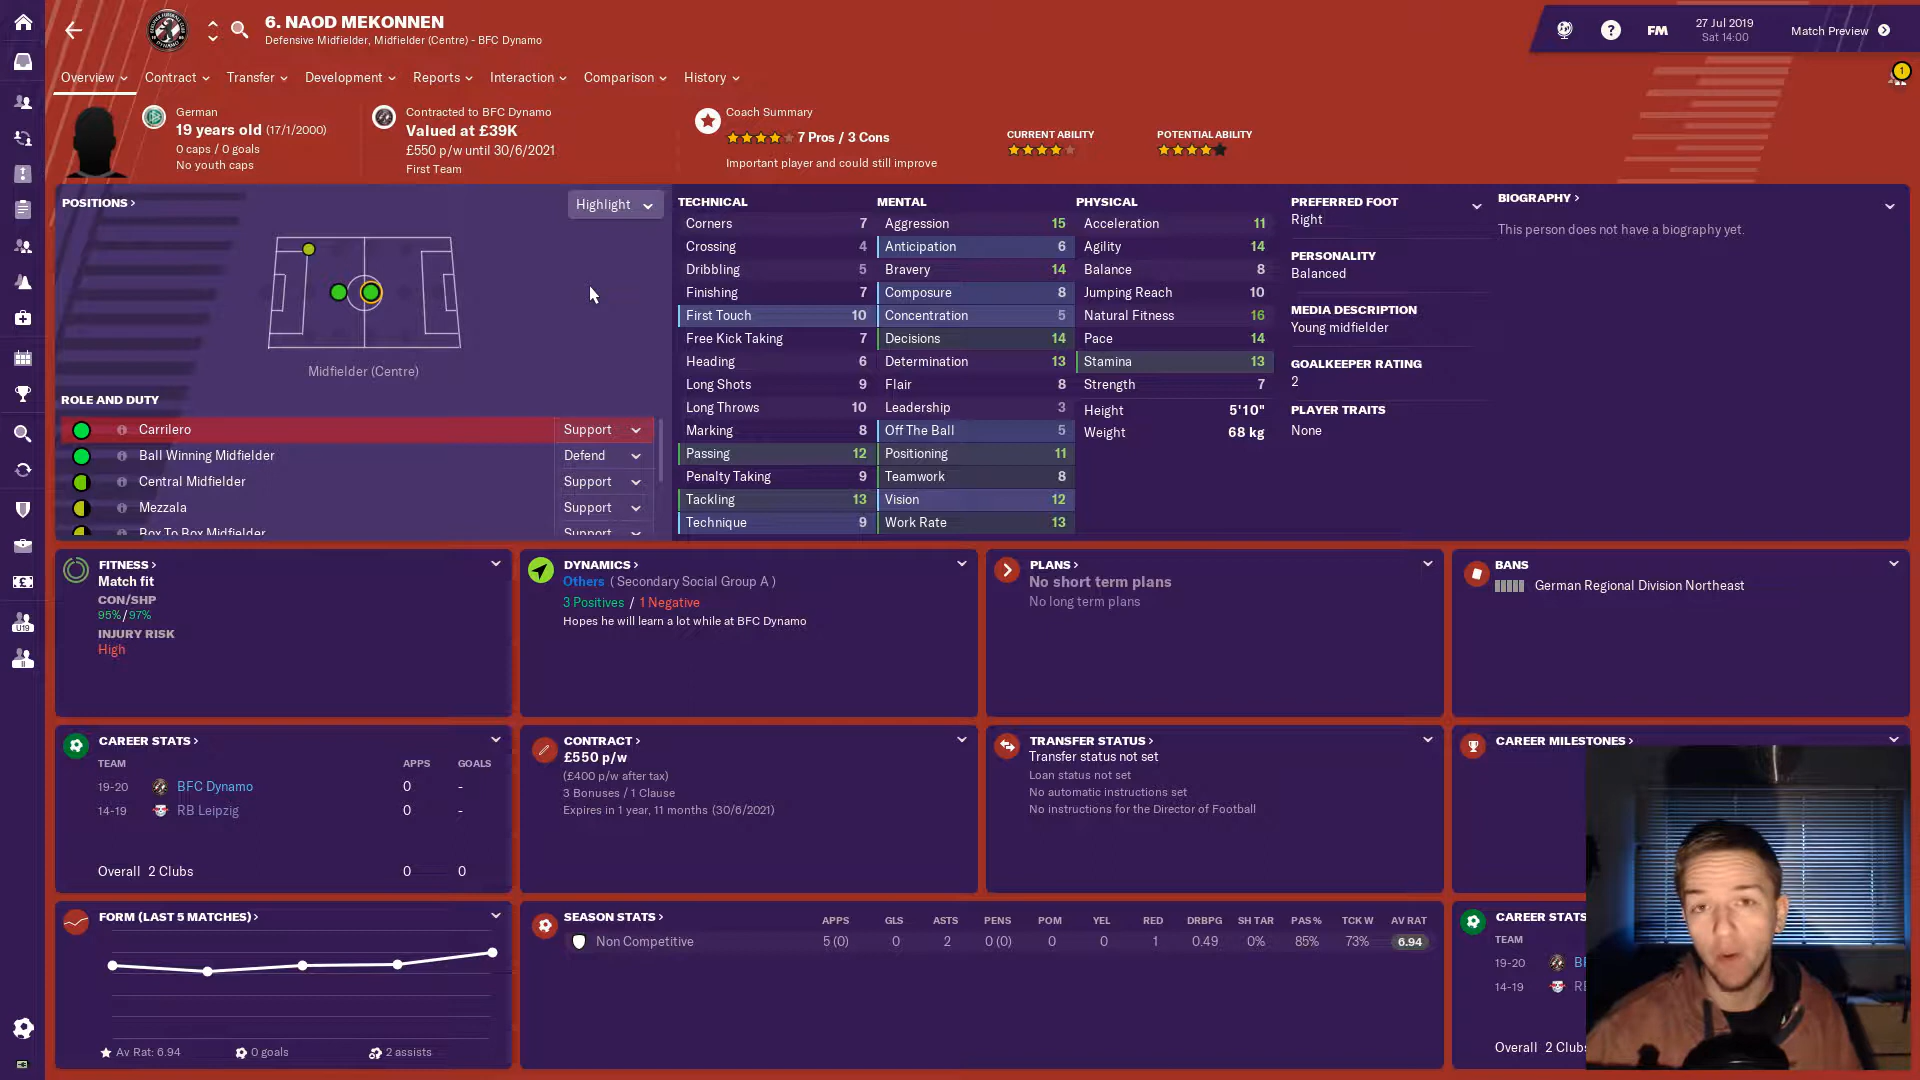 6. NAOD MEKONNEN
Defensive Midfielder, Midfielder (Centre) - BFC Dynamo
FM
27 Jul 2019
Sat 14:00
Match Preview
Overview
Contract
Transfer
Development
Reports
Interaction
Comparison
History
1
German
19 years old (17/1/2000)
0 caps / 0 goals
No youth caps
Contracted to BFC Dynamo
Valued at £39K
£550 p/w until 30/6/2021
First Team
Coach Summary
7 Pros / 3 Cons
Important player and could still improve
CURRENT ABILITY
POTENTIAL ABILITY
POSITIONS >
Highlight
Midfielder (Centre)
ROLE AND DUTY
Carrilero Support
Ball Winning Midfielder Defend
Central Midfielder Support
Mezzala Support
Box To Box Midfielder Support
TECHNICAL
Corners 7
Crossing 4
Dribbling 5
Finishing 7
First Touch 10
Free Kick Taking 7
Heading 6
Long Shots 9
Long Throws 10
Marking 8
Passing 12
Penalty Taking 9
Tackling 13
Technique 9
MENTAL
Aggression 15
Anticipation 6
Bravery 14
Composure 8
Concentration 5
Decisions 14
Determination 13
Flair 8
Leadership 3
Off The Ball 5
Positioning 11
Teamwork 8
Vision 12
Work Rate 13
PHYSICAL
Acceleration 11
Agility 14
Balance 8
Jumping Reach 10
Natural Fitness 16
Pace 14
Stamina 13
Strength 7
Height 5'10"
Weight 68 kg
PREFERRED FOOT
Right
PERSONALITY
Balanced
MEDIA DESCRIPTION
Young midfielder
GOALKEEPER RATING
2
PLAYER TRAITS
None
BIOGRAPHY >
This person does not have a biography yet.
FITNESS >
Match fit
CON/SHP
95%/97%
INJURY RISK
High
DYNAMICS >
Others ( Secondary Social Group A )
3 Positives / 1 Negative
Hopes he will learn a lot while at BFC Dynamo
PLANS >
No short term plans
No long term plans
BANS
German Regional Division Northeast
CAREER STATS >
TEAM APPS GOALS
19-20 BFC Dynamo 0 -
14-19 RB Leipzig 0 -
Overall 2 Clubs 0 0
CONTRACT >
£550 p/w
(£400 p/w after tax)
3 Bonuses / 1 Clause
Expires in 1 year, 11 months (30/6/2021)
TRANSFER STATUS >
Transfer status not set
Loan status not set
No automatic instructions set
No instructions for the Director of Football
CAREER MILESTONES >
FORM (LAST 5 MATCHES) >
Av Rat: 6.94
0 goals
2 assists
SEASON STATS > APPS GLS ASTS PENS POM YEL RED DRBPG SH TAR PAS % TCK W AV RAT
Non Competitive 5 (0) 0 2 0 (0) 0 0 1 0.49 0% 85% 73% 6.94
CAREER STATS
TEAM
19-20
14-19
Overall 2 Clubs
U19
II